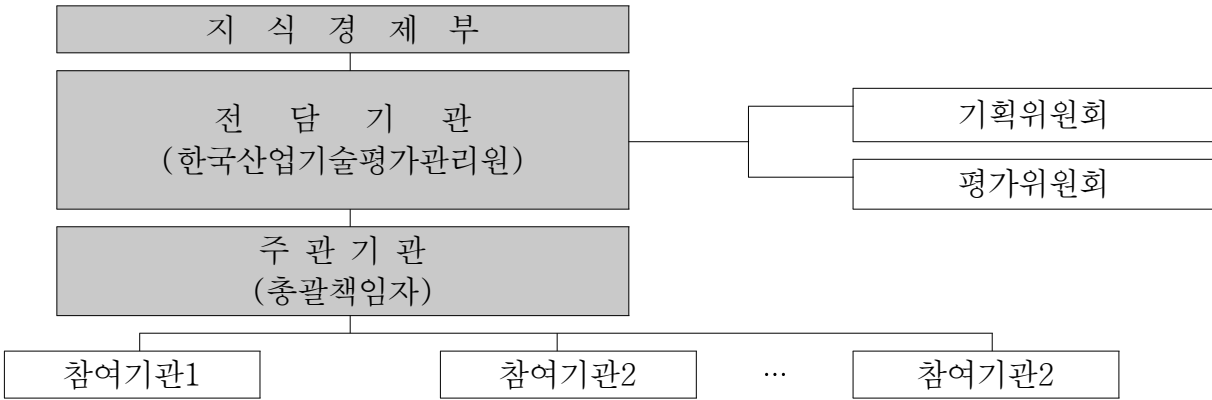 지 식 경 제 부
전 담 기 관
(한국산업기술평가관리원)
기획위원회
평가위원회
주 관 기 관
(총괄책임자)
참여기관1
참여기관2
…
참여기관2